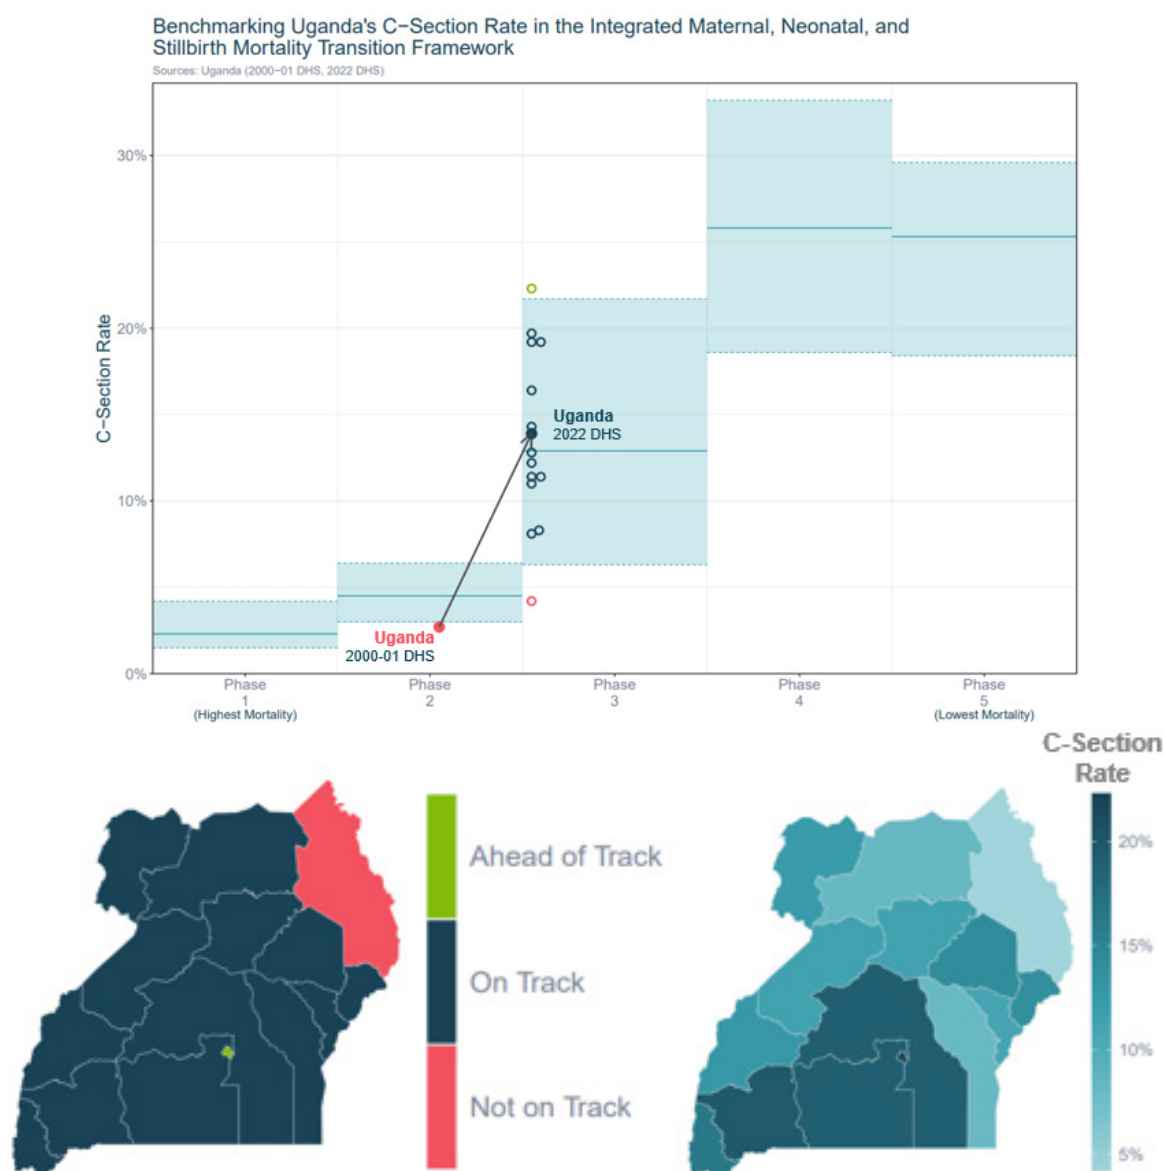 Benchmarking Uganda's C−Section Rate in the Integrated Maternal, Neonatal, and
Stillbirth Mortality Transition Framework
Sources: Uganda (2000−01 DHS, 2022 DHS)
C−Section Rate
30%
20%
10%
0%
Uganda
2022 DHS
Uganda
2000-01 DHS
Phase
1
(Highest Mortality)
Phase
2
Phase
3
Phase
4
Phase
5
(Lowest Mortality)
Ahead of Track
On Track
Not on Track
C-Section
Rate
20%
15%
10%
5%